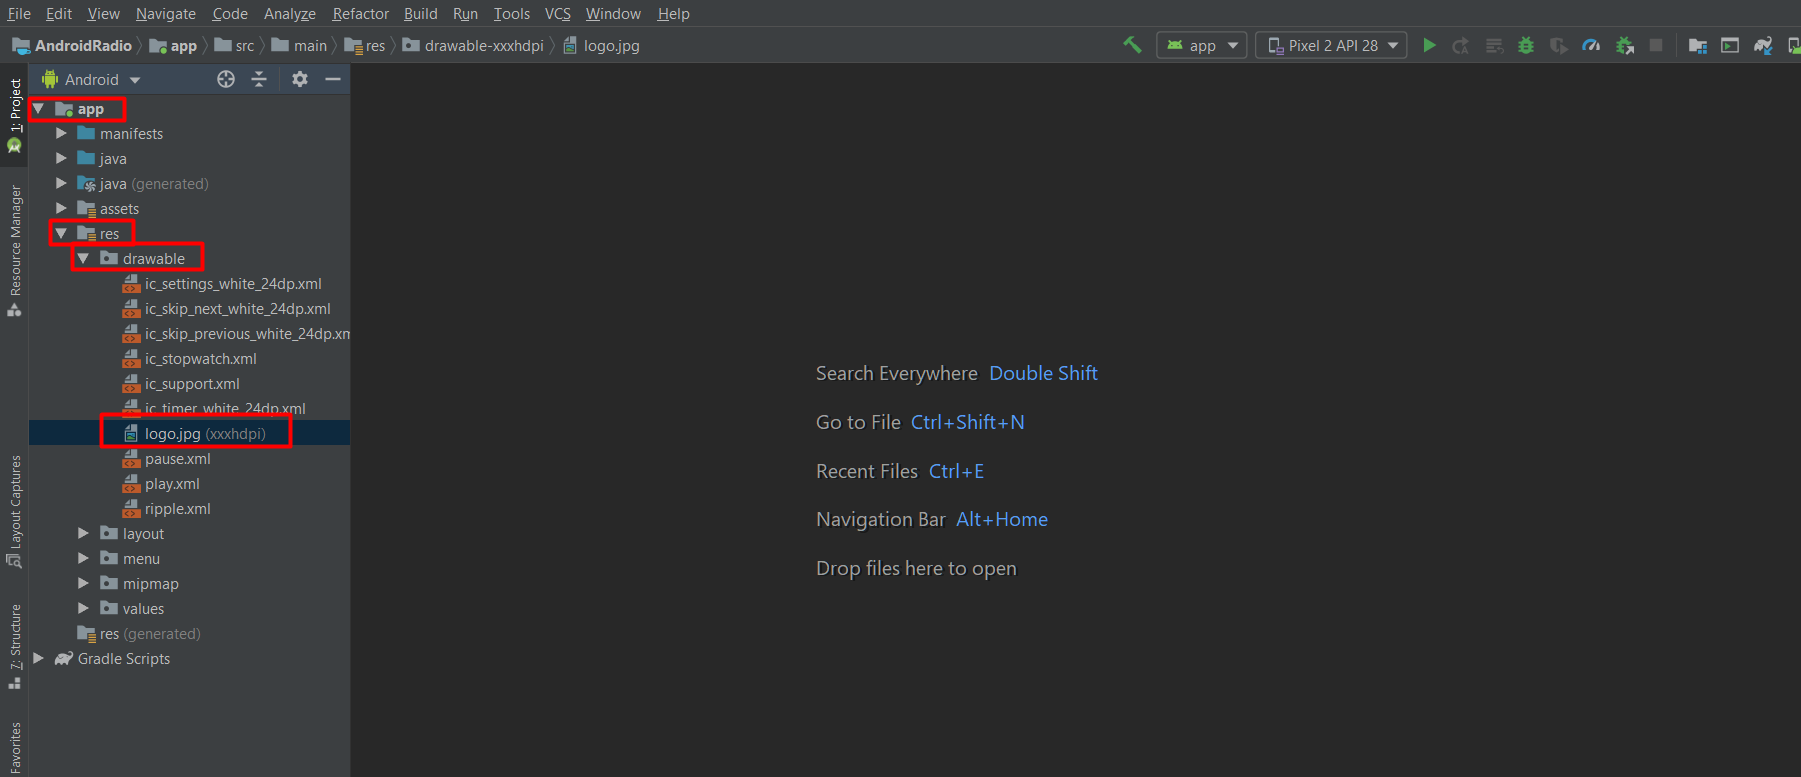 File Edit View Navigate Code Analyze Refactor Build Run Tools VCS Window Help
AndroidRadio app src main res drawable-xxxhdpi logo.jpg app Pixel 2 API 28
Android
1: Project
Resource Manager
Layout Captures
7: Structure
Favorites
app
manifests
java
java (generated)
assets
res
drawable
ic_settings_white_24dp.xml
ic_skip_next_white_24dp.xml
ic_skip_previous_white_24dp.xm
ic_stopwatch.xml
ic_support.xml
ic_timer_white_24dp.xml
logo.jpg (xxxhdpi)
pause.xml
play.xml
ripple.xml
layout
menu
mipmap
values
res (generated)
Gradle Scripts
Search Everywhere Double Shift
Go to File Ctrl+Shift+N
Recent Files Ctrl+E
Navigation Bar Alt+Home
Drop files here to open